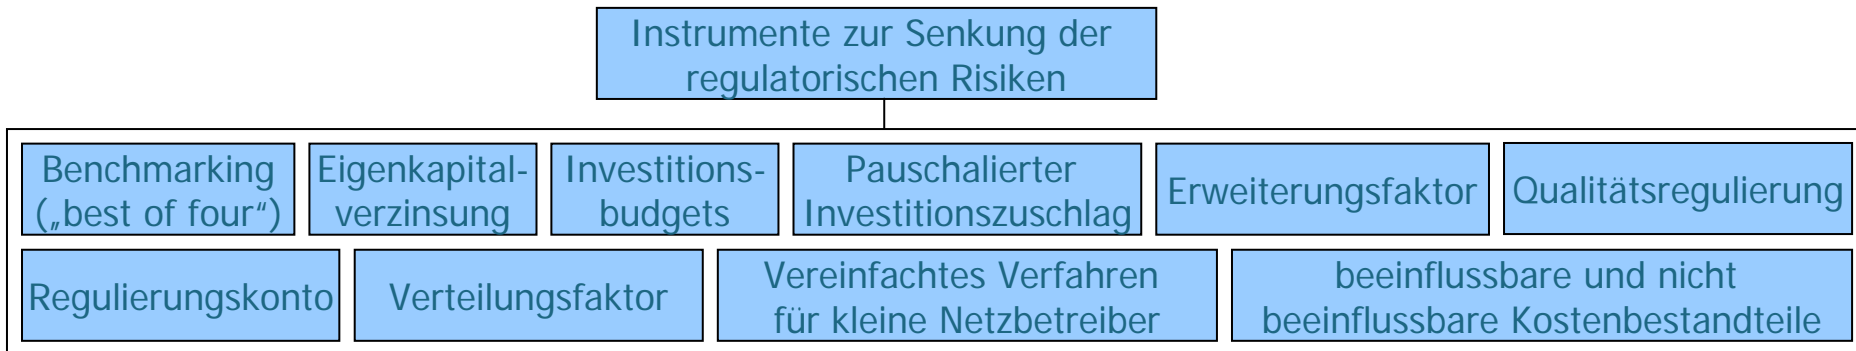 Instrumente zur Senkung der
regulatorischen Risiken
Benchmarking
(„best of four“)
Eigenkapital-
verzinsung
Investitions-
budgets
Pauschalierter
Investitionszuschlag
Erweiterungsfaktor
Qualitätsregulierung
Regulierungskonto
Verteilungsfaktor
Vereinfachtes Verfahren
für kleine Netzbetreiber
beeinflussbare und nicht
beeinflussbare Kostenbestandteile